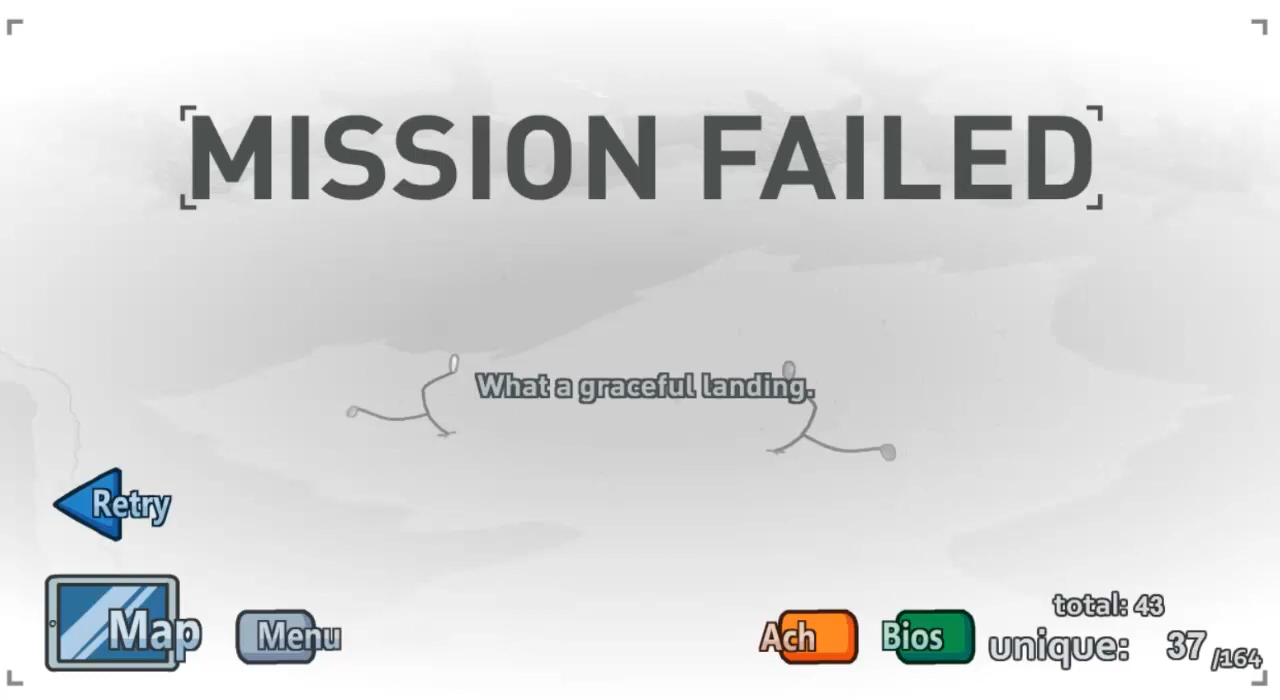 MISSION FAILED
What a graceful landing.
Retry
Map
Menu
Ach
Bios
total: 43
unique: 37/164